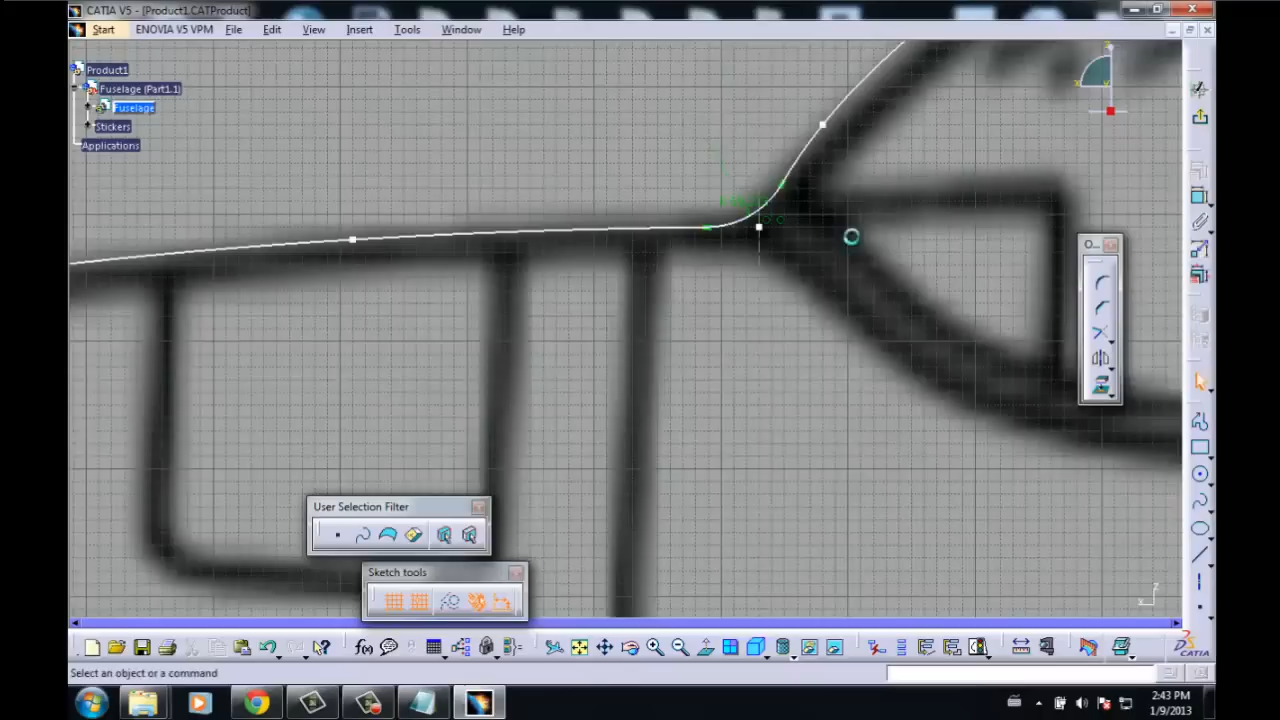 CATIA V5 - [Product1.CATProduct]
Start ENOVIA V5 VPM File Edit View Insert Tools Window Help
Product1
Fuselage (Part1.1)
Fuselage
Stickers
Applications
O...
User Selection Filter
Sketch tools
z
x
f(x)
CATIA
Select an object or a command
2:43 PM
1/9/2013